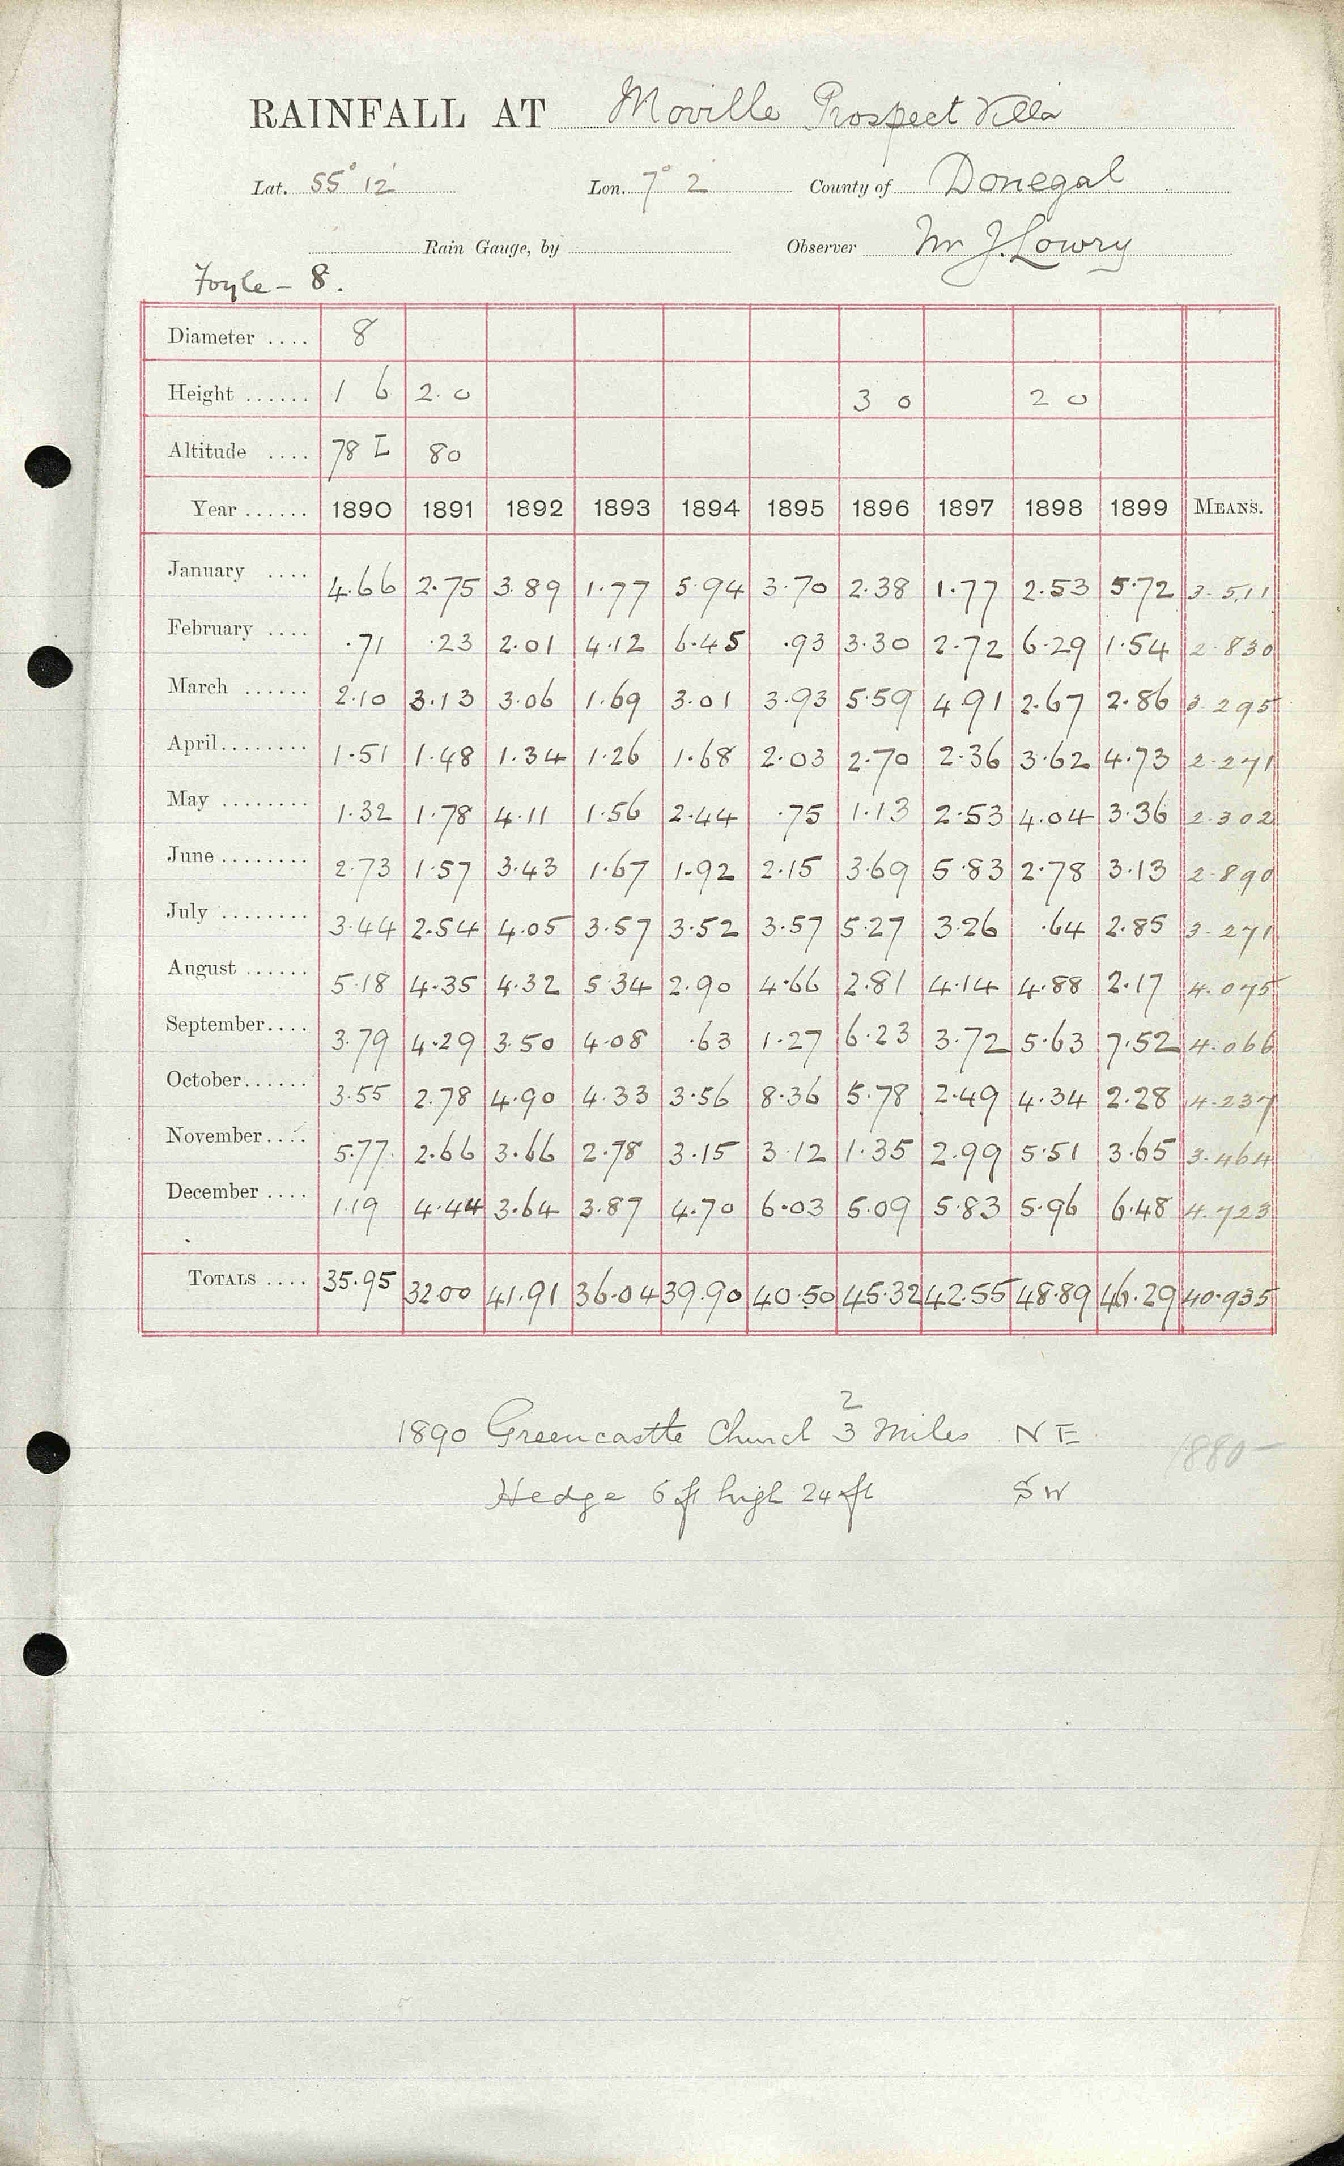 RAINFALL AT Moville Prospect Villa
Lat. 55° 12' Lon. 7° 2' County of Donegal
Rain Gauge, by Observer Mr J. Lowry
Foyle - 8.
Diameter .... 8
Height ...... 1 6 2.0 3 0 2 0
Altitude .... 78 L 80
Year ...... 1890 1891 1892 1893 1894 1895 1896 1897 1898 1899 MEANS.
January .... 4.66 2.75 3.89 1.77 5.94 3.70 2.38 1.77 2.53 5.72 3.511
February .... .71 .23 2.01 4.12 6.45 .93 3.30 2.72 6.29 1.54 2.830
March ...... 2.10 3.13 3.06 1.69 3.01 3.93 5.59 4.91 2.67 2.86 3.295
April ........ 1.51 1.48 1.34 1.26 1.68 2.03 2.70 2.36 3.62 4.73 2.271
May ........ 1.32 1.78 4.11 1.56 2.44 .75 1.13 2.53 4.04 3.36 2.302
June ........ 2.73 1.57 3.43 1.67 1.92 2.15 3.69 5.83 2.78 3.13 2.890
July ........ 3.44 2.54 4.05 3.57 3.52 3.57 5.27 3.26 .64 2.85 3.271
August ...... 5.18 4.35 4.32 5.34 2.90 4.66 2.81 4.14 4.88 2.17 4.075
September .... 3.79 4.29 3.50 4.08 .63 1.27 6.23 3.72 5.63 7.52 4.066
October ...... 3.55 2.78 4.90 4.33 3.56 8.36 5.78 2.49 4.34 2.28 4.237
November .... 5.77 2.66 3.66 2.78 3.15 3.12 1.35 2.99 5.51 3.65 3.464
December .... 1.19 4.44 3.64 3.87 4.70 6.03 5.09 5.83 5.96 6.48 4.723
TOTALS .... 35.95 32.00 41.91 36.04 39.90 40.50 45.32 42.55 48.89 46.29 40.935
2
1890 Greencastle Church 3 Miles NE
1880-
Hedge 6 ft high 24 ft SW